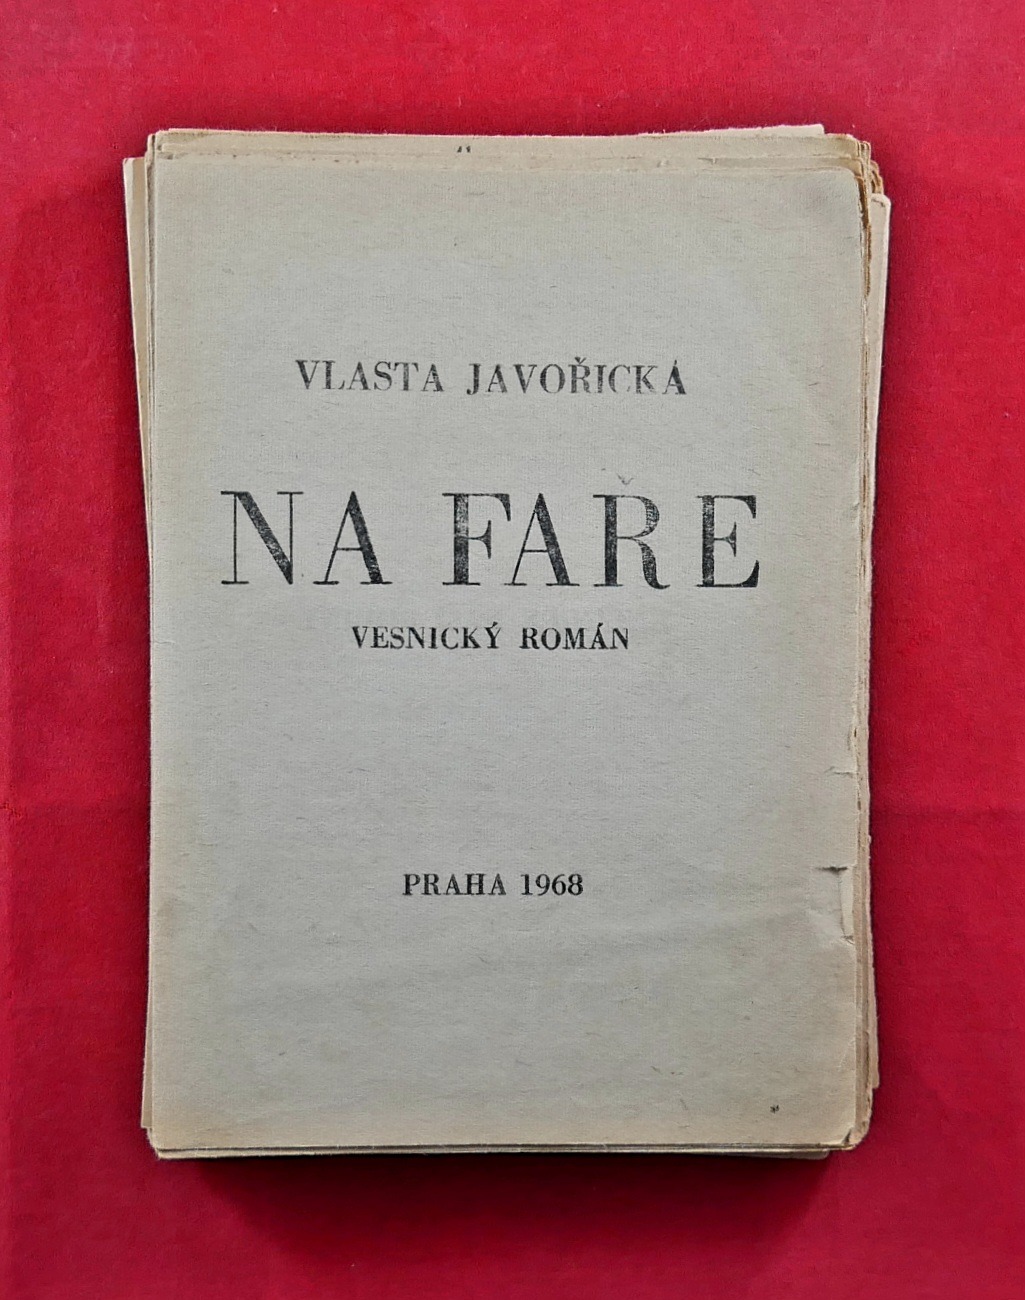 VLASTA JAVOŘICKÁ
NA FAŘE
VESNICKÝ ROMÁN
PRAHA 1968